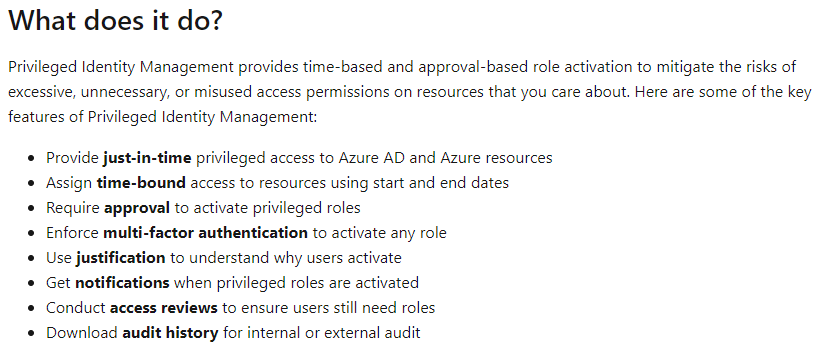 What does it do?
Privileged Identity Management provides time-based and approval-based role activation to mitigate the risks of
excessive, unnecessary, or misused access permissions on resources that you care about. Here are some of the key
features of Privileged Identity Management:
• Provide just-in-time privileged access to Azure AD and Azure resources
• Assign time-bound access to resources using start and end dates
• Require approval to activate privileged roles
• Enforce multi-factor authentication to activate any role
• Use justification to understand why users activate
• Get notifications when privileged roles are activated
• Conduct access reviews to ensure users still need roles
• Download audit history for internal or external audit